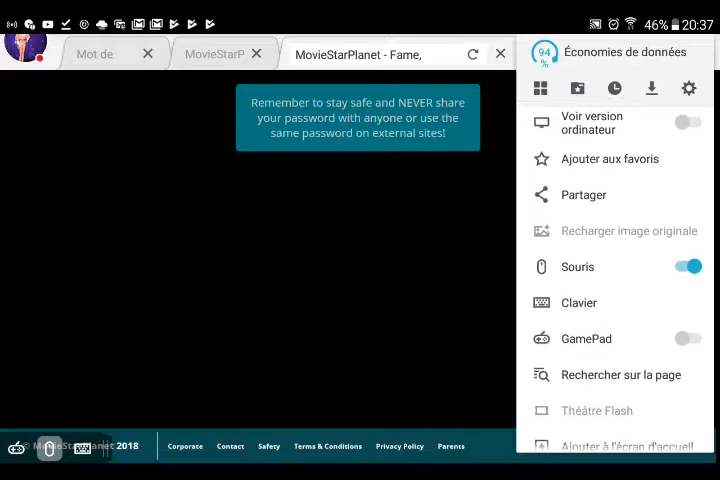 46% 20:37
Mot de
MovieStarP
MovieStarPlanet - Fame,
94
%
Économies de données
Remember to stay safe and NEVER share
your password with anyone or use the
same password on external sites!
Voir version
ordinateur
Ajouter aux favoris
Partager
Recharger image originale
Souris
Clavier
GamePad
Rechercher sur la page
Théâtre Flash
Ajouter à l'écran d'accueil
© MovieStarPlanet 2018
Corporate Contact Safety Terms & Conditions Privacy Policy Parents